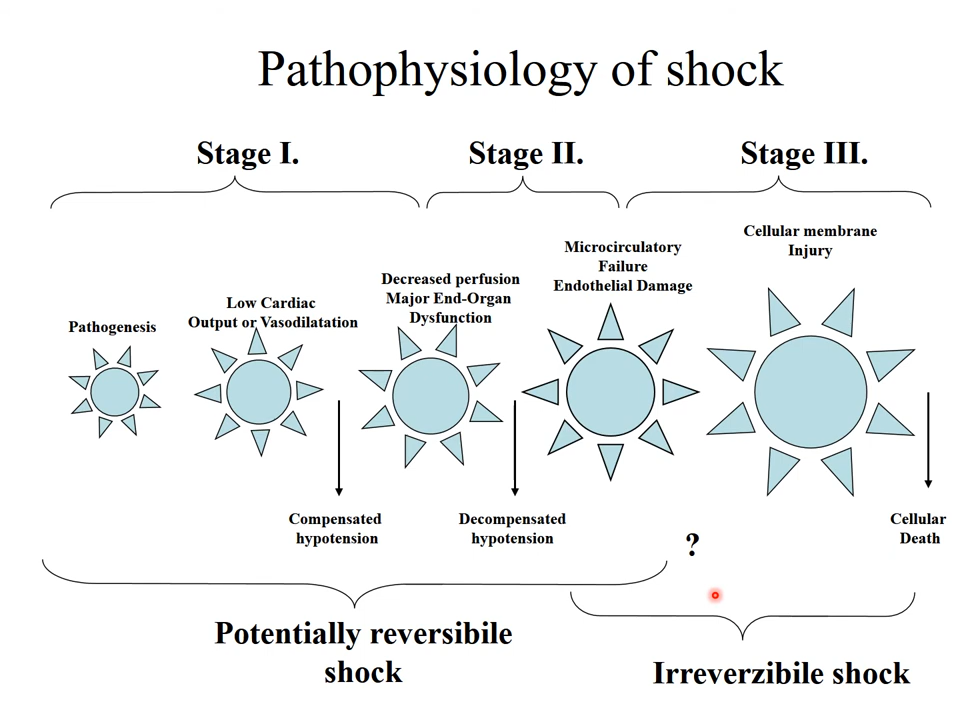 Pathophysiology of shock
Stage I.
Stage II.
Stage III.
Pathogenesis
Low Cardiac
Output or Vasodilatation
Decreased perfusion
Major End-Organ
Dysfunction
Microcirculatory
Failure
Endothelial Damage
Cellular membrane
Injury
Compensated
hypotension
Decompensated
hypotension
?
Cellular
Death
Potentially reversibile
shock
Irreverzibile shock